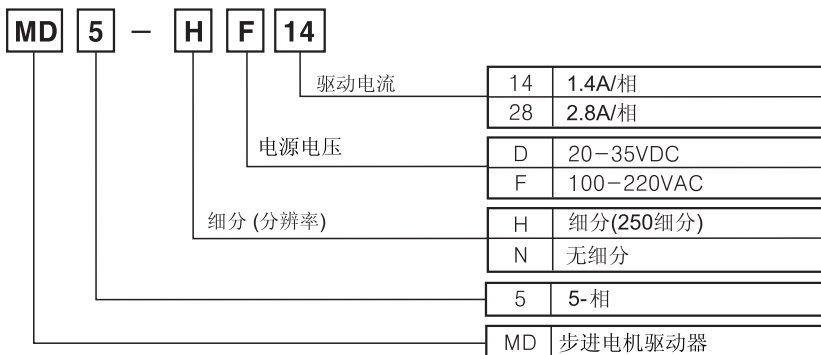 MD 5 - H F 14
驱动电流
14 1.4A/相
28 2.8A/相
电源电压
D 20-35VDC
F 100-220VAC
细分 (分辨率)
H 细分(250细分)
N 无细分
5 5-相
MD 步进电机驱动器